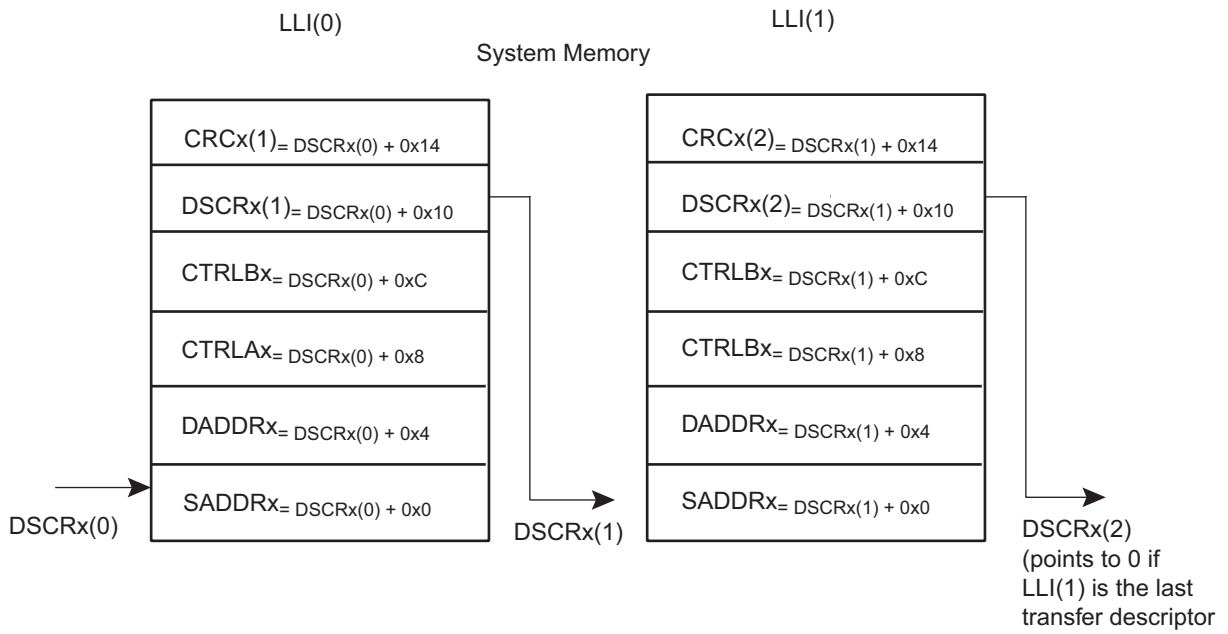 LLI(0)
LLI(1)
System Memory
CRCx(1)= DSCRx(0) + 0x14
DSCRx(1)= DSCRx(0) + 0x10
CTRLBx= DSCRx(0) + 0xC
CTRLAx= DSCRx(0) + 0x8
DADDRx= DSCRx(0) + 0x4
SADDRx= DSCRx(0) + 0x0
DSCRx(0)
DSCRx(1)
CRCx(2)= DSCRx(1) + 0x14
DSCRx(2)= DSCRx(1) + 0x10
CTRLBx= DSCRx(1) + 0xC
CTRLBx= DSCRx(1) + 0x8
DADDRx= DSCRx(1) + 0x4
SADDRx= DSCRx(1) + 0x0
DSCRx(2)
(points to 0 if
LLI(1) is the last
transfer descriptor